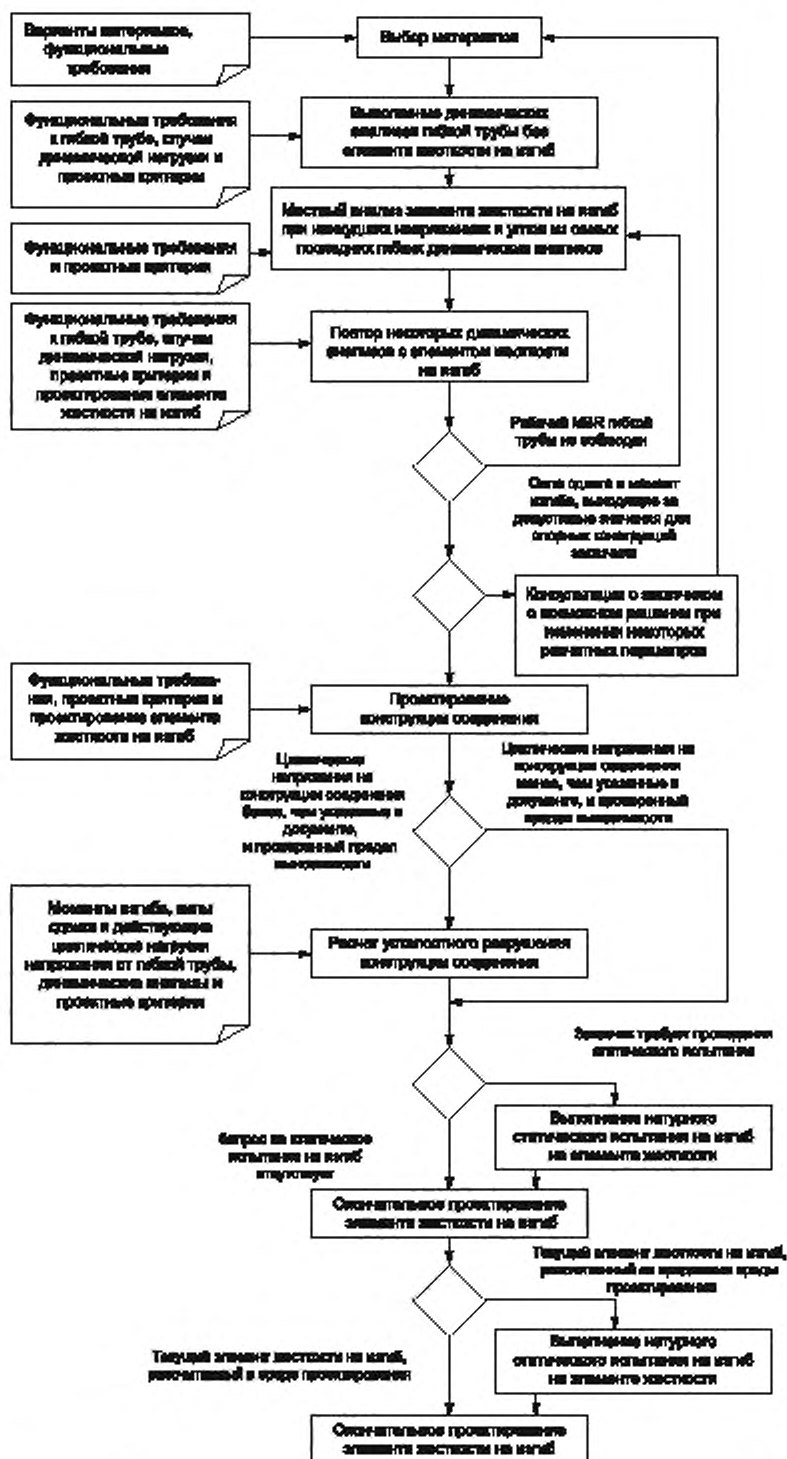 Варианты материалов,
функциональные
требования
Выбор материалов
Функциональные требования
к гибкой трубе, случаи
динамической нагрузки и
проектные критерии
Выполнение динамических
анализов гибкой трубы без
элемента жесткости на изгиб
Функциональные требования
и проектные критерии
Местный анализ элемента жесткости на изгиб
при наихудших напряжениях и углах из самых
последних гибких динамических анализов
Функциональные требования
к гибкой трубе, случаи
динамической нагрузки,
проектные критерии и
проектирования элемента
жесткости на изгиб
Повтор некоторых динамических
анализов с элементом жесткости
на изгиб
Рабочий MBR гибкой
трубы не соблюден
Сила сдвига и момент
изгиба, выходящие за
допустимые значения для
опорных конструкций
заказчика
Консультация с заказчиком
о возможном решении при
изменении некоторых
расчетных параметров
Функциональные требова-
ния, проектные критерии и
проектирование элемента
жесткости на изгиб
Проектирование
конструкции соединения
Циклические
напряжения на
конструкции соединения
более, чем указанные в
документе,
и проверенный предел
выносливости
Циклические напряжения на
конструкции соединения
менее, чем указанные в
документе, и проверенный
предел выносливости
Моменты изгиба, силы
сдвига и действующие
циклические нагрузки
напряжения от гибкой трубы,
динамические анализы и
проектные критерии
Расчет усталостного разрушения
конструкции соединения
Заказчик требует проведения
статического испытания
Выполнение натурного
статического испытания на изгиб
на элементе жесткости
Запрос на статическое
испытание на изгиб
отсутствует
Окончательное проектирование
элемента жесткости на изгиб
Текущий элемент жесткости на изгиб,
проектирования
Выполнение натурного
статического испытания на изгиб
на элементе жесткости
Текущий элемент жесткости на изгиб,
рассчитанный в среде проектирования
Окончательное проектирование
элемента жесткости на изгиб